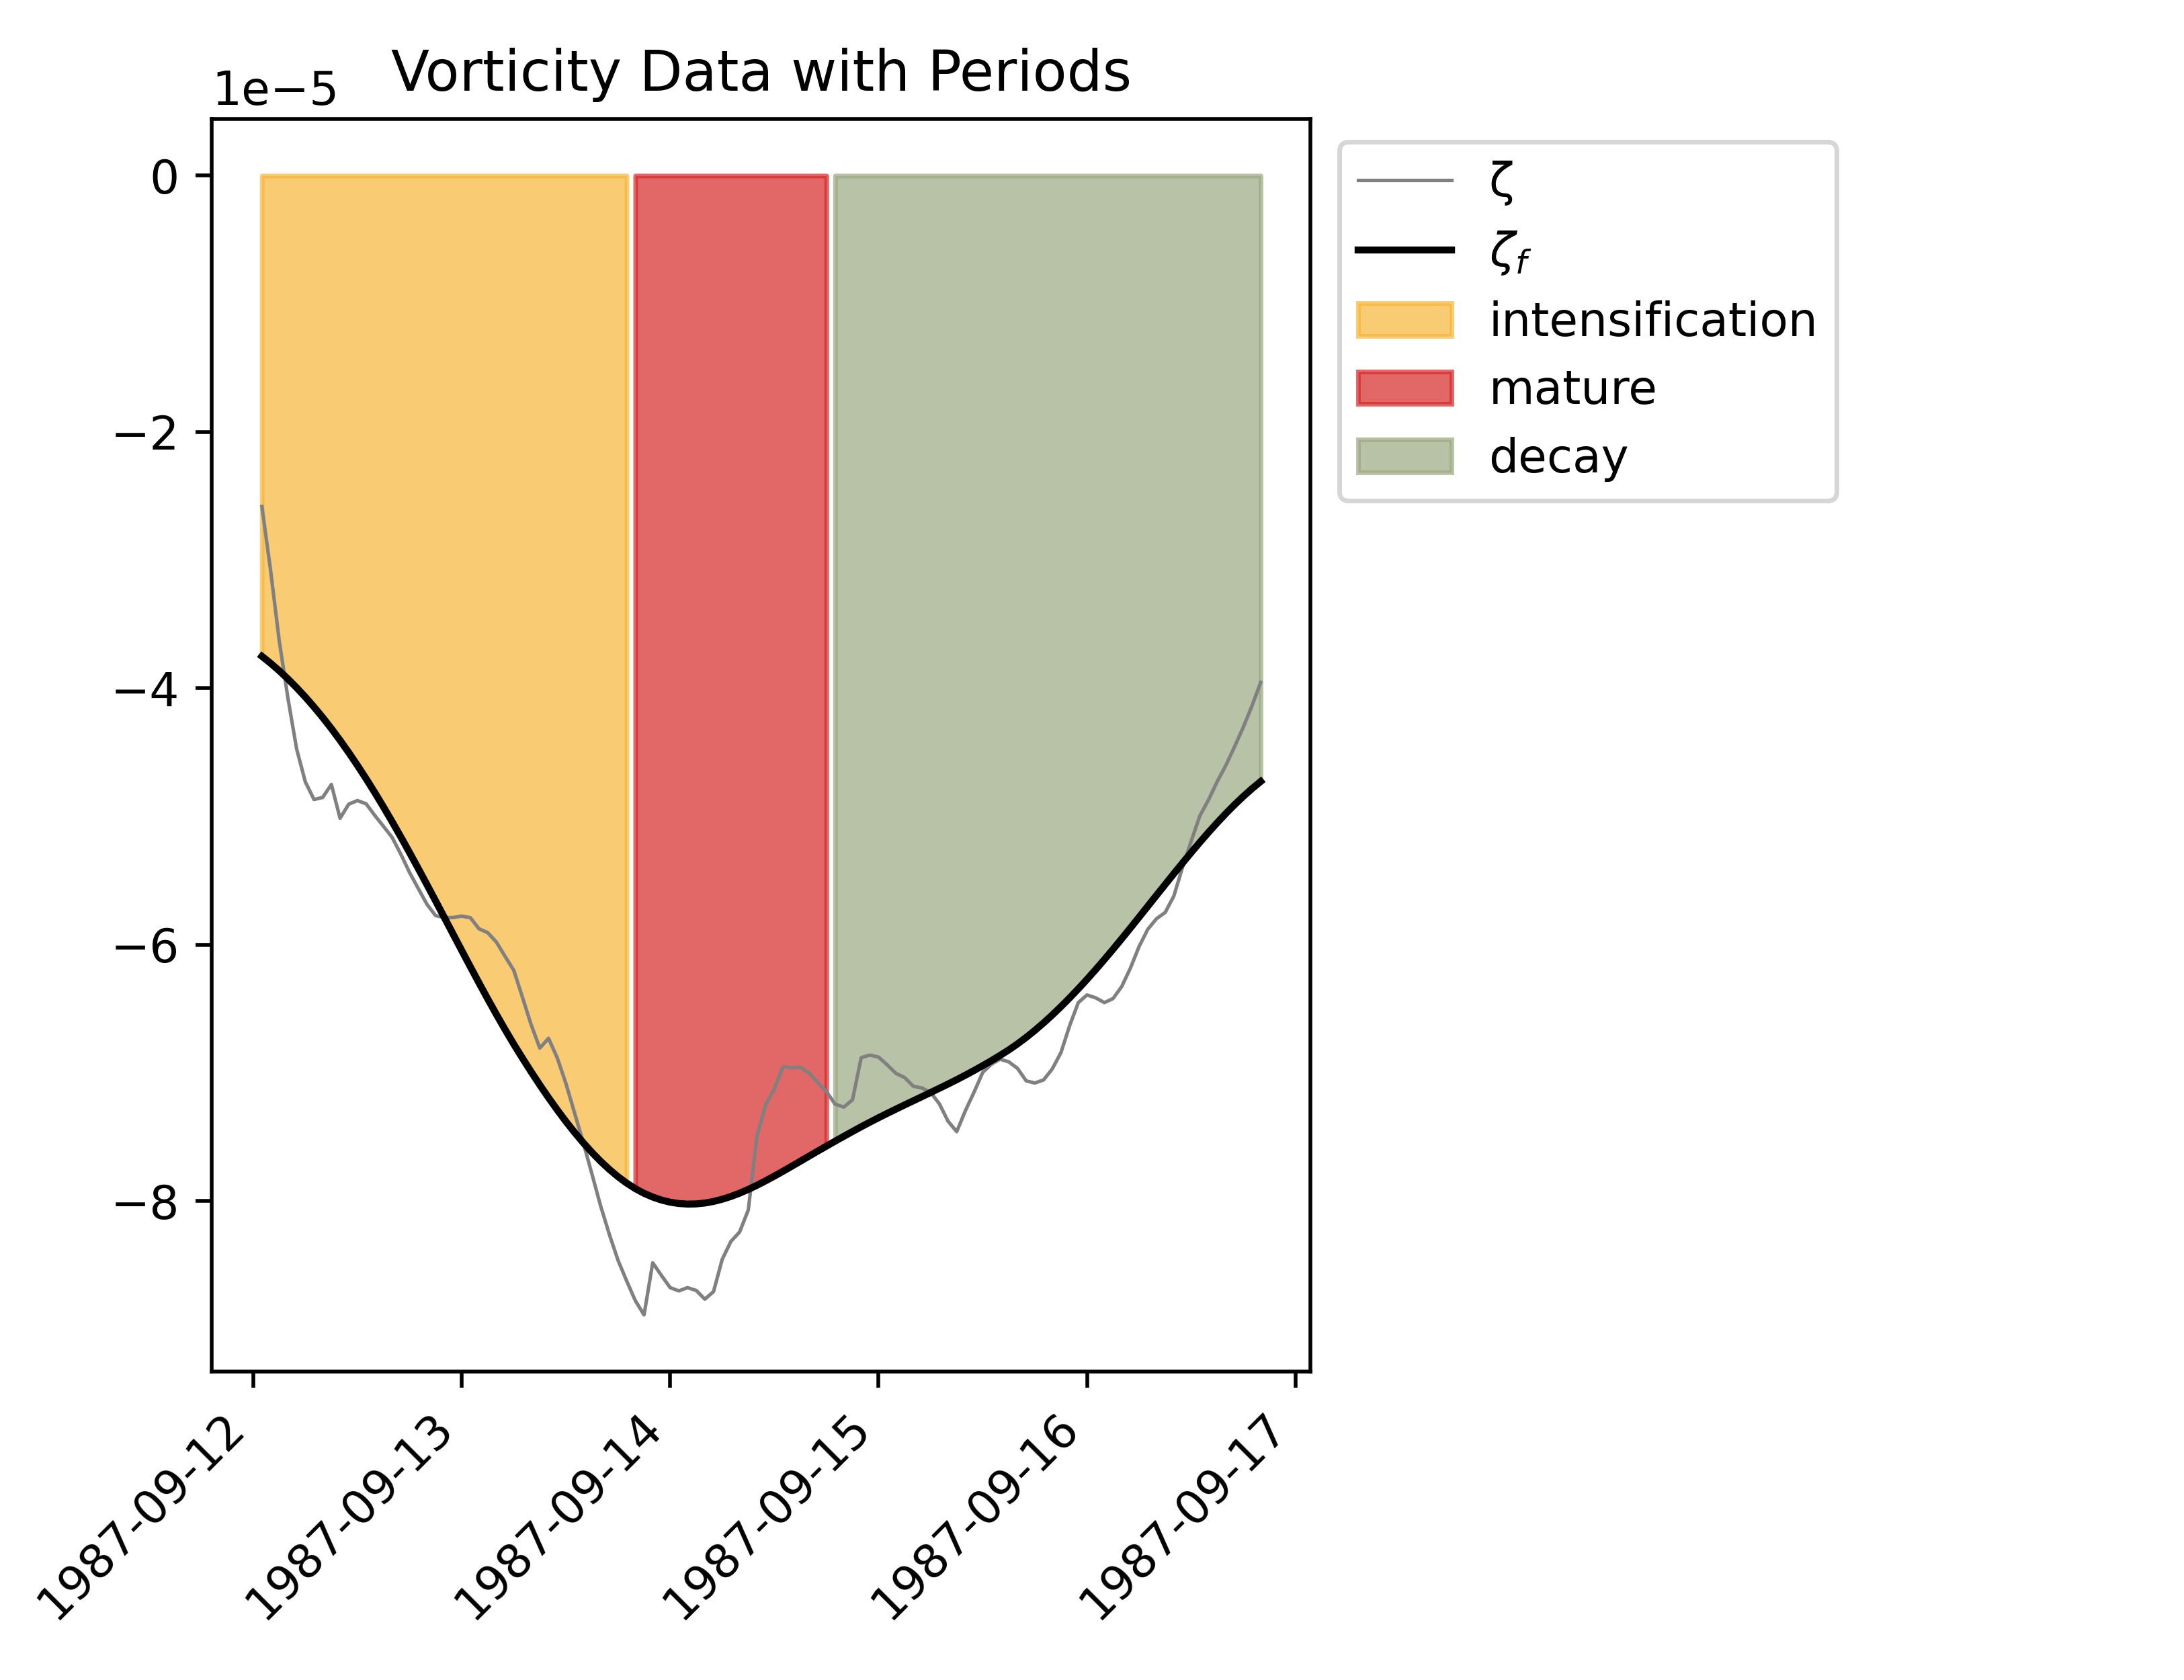 Vorticity Data with Periods
1e−5
0
−2
−4
−6
−8
1987-09-12
1987-09-13
1987-09-14
1987-09-15
1987-09-16
1987-09-17
ζ
ζf
intensification
mature
decay